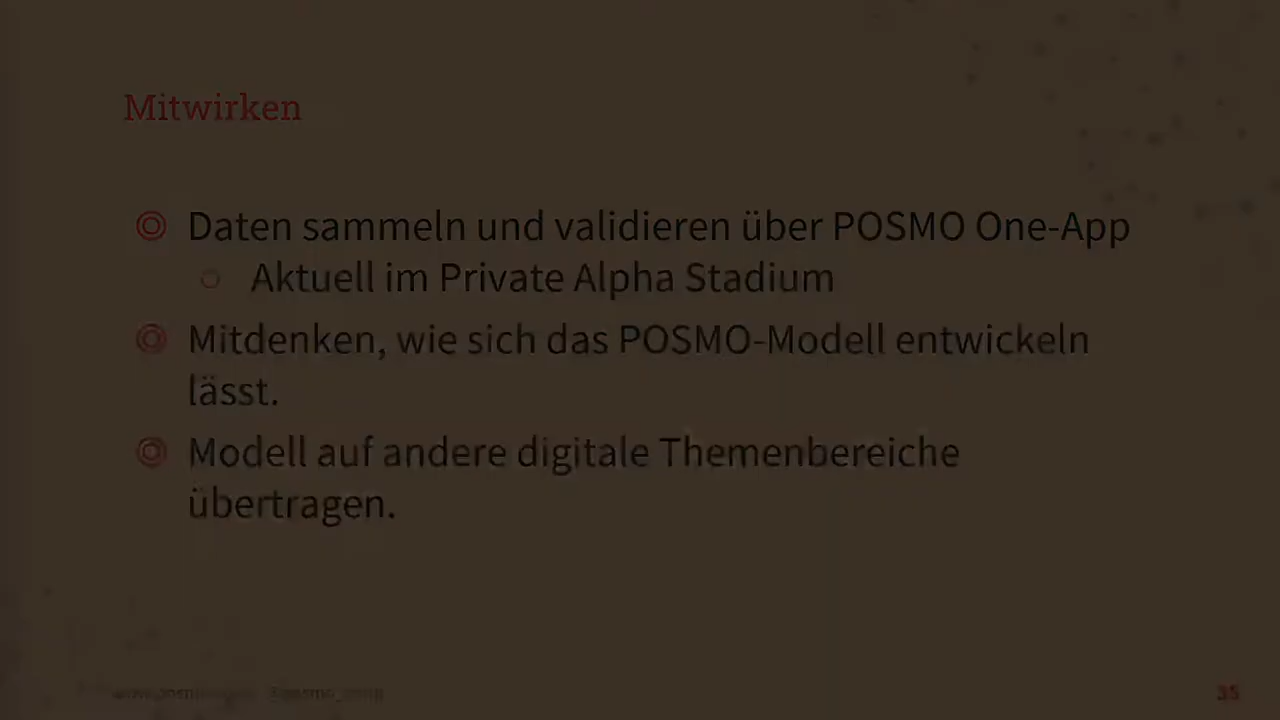 Mitwirken
Daten sammeln und validieren über POSMO One-App
Aktuell im Private Alpha Stadium
Mitdenken, wie sich das POSMO-Modell entwickeln
lässt.
Modell auf andere digitale Themenbereiche
übertragen.
35